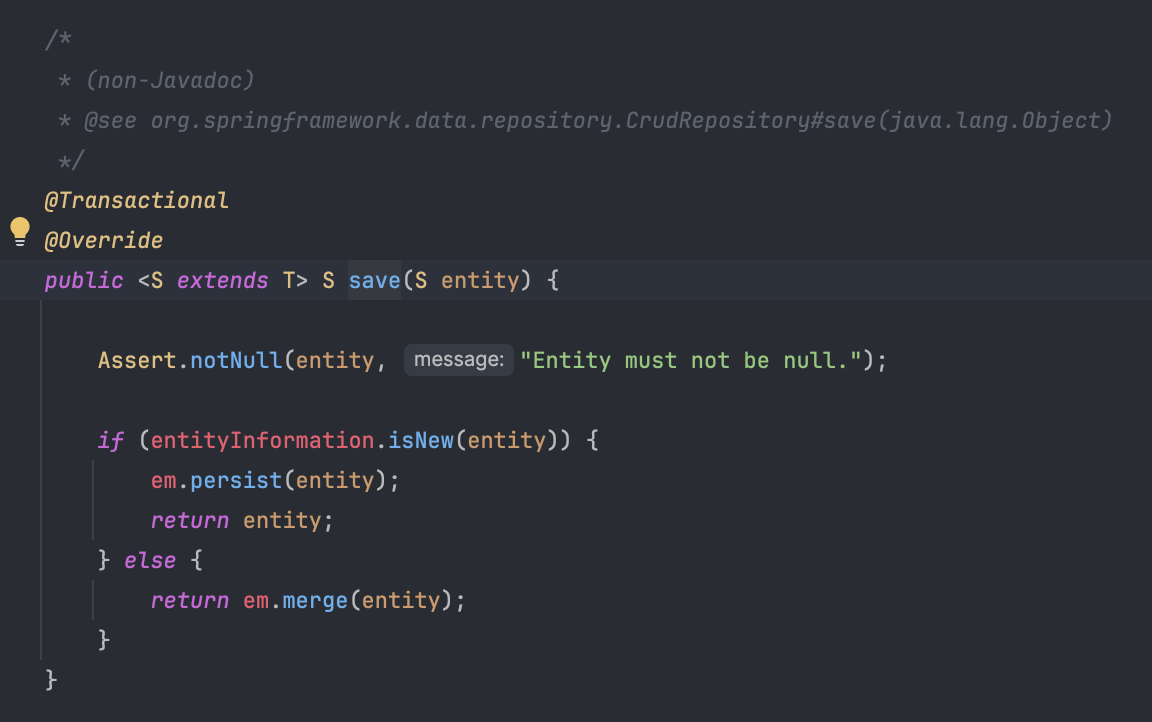 /*
 * (non-Javadoc)
 * @see org.springframework.data.repository.CrudRepository#save(java.lang.Object)
 */
@Transactional
@Override
public <S extends T> S save(S entity) {
Assert.notNull(entity, message: "Entity must not be null.");
if (entityInformation.isNew(entity)) {
em.persist(entity);
return entity;
} else {
return em.merge(entity);
}
}